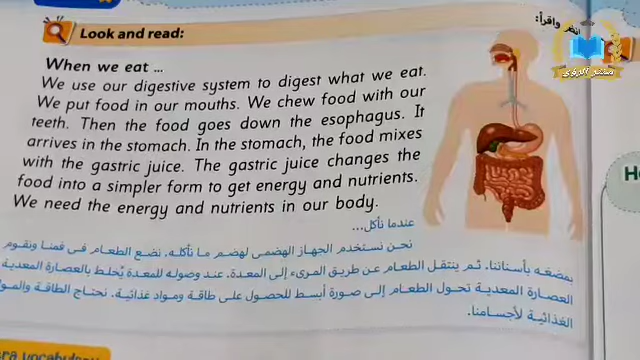 Look and read:
انظر واقرأ:
When we eat ...
We use our digestive system to digest what we eat.
We put food in our mouths. We chew food with our
teeth. Then the food goes down the esophagus. It
arrives in the stomach. In the stomach, the food mixes
with the gastric juice. The gastric juice changes the
food into a simpler form to get energy and nutrients.
We need the energy and nutrients in our body.
عندما نأكل...
نحن نستخدم الجهاز الهضمى لهضم ما نأكله. نضع الطعام فى فمنا ونقوم
بمضغه بأسناننا. ثم ينتقل الطعام عن طريق المرىء إلى المعدة. عند وصوله للمعدة يُخلط بالعصارة المعدية
العصارة المعدية تحول الطعام إلى صورة أبسط للحصول على طاقة ومواد غذائية. نحتاج الطاقة
الغذائية لأجسامنا.